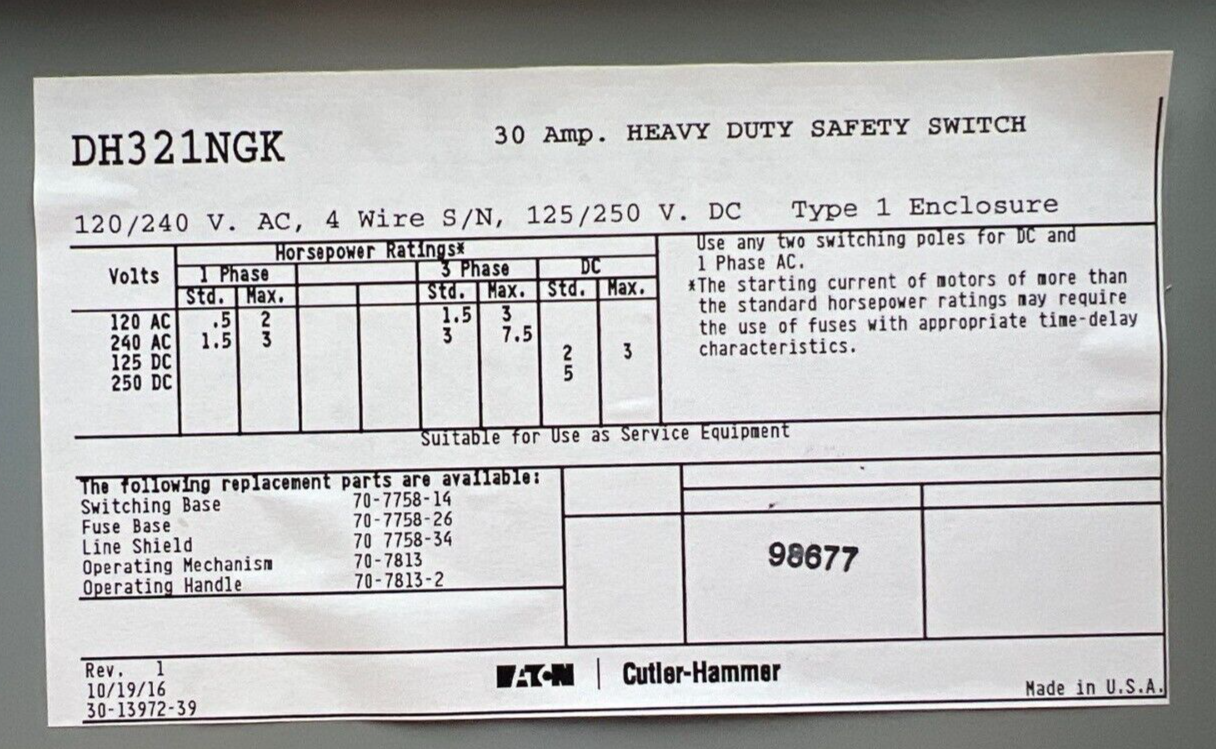 DH321NGK
30 Amp. HEAVY DUTY SAFETY SWITCH
120/240 V. AC, 4 Wire S/N, 125/250 V. DC Type 1 Enclosure
Volts
Horsepower Ratings*
1 Phase 3 Phase DC
Std. Max. Std. Max. Std. Max.
120 AC .5 2 1.5 3
240 AC 1.5 3 3 7.5
125 DC 2 3
250 DC 5
Use any two switching poles for DC and
1 Phase AC.
*The starting current of motors of more than
the standard horsepower ratings may require
the use of fuses with appropriate time-delay
characteristics.
Suitable for Use as Service Equipment
The following replacement parts are available:
Switching Base 70-7758-14
Fuse Base 70-7758-26
Line Shield 70 7758-34
Operating Mechanism 70-7813
Operating Handle 70-7813-2
98677
Rev. 1
10/19/16
30-13972-39
EATON | Cutler-Hammer
Made in U.S.A.